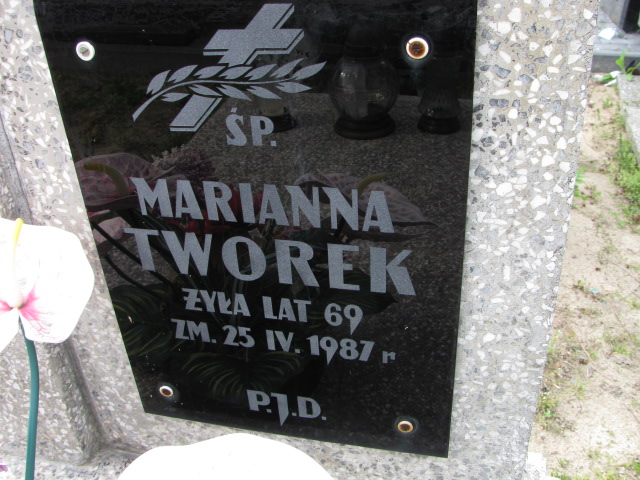 ŚP.
MARIANNA
TWOREK
ŻYŁA LAT 69
ZM. 25 IV. 1987 r
P.J.D.